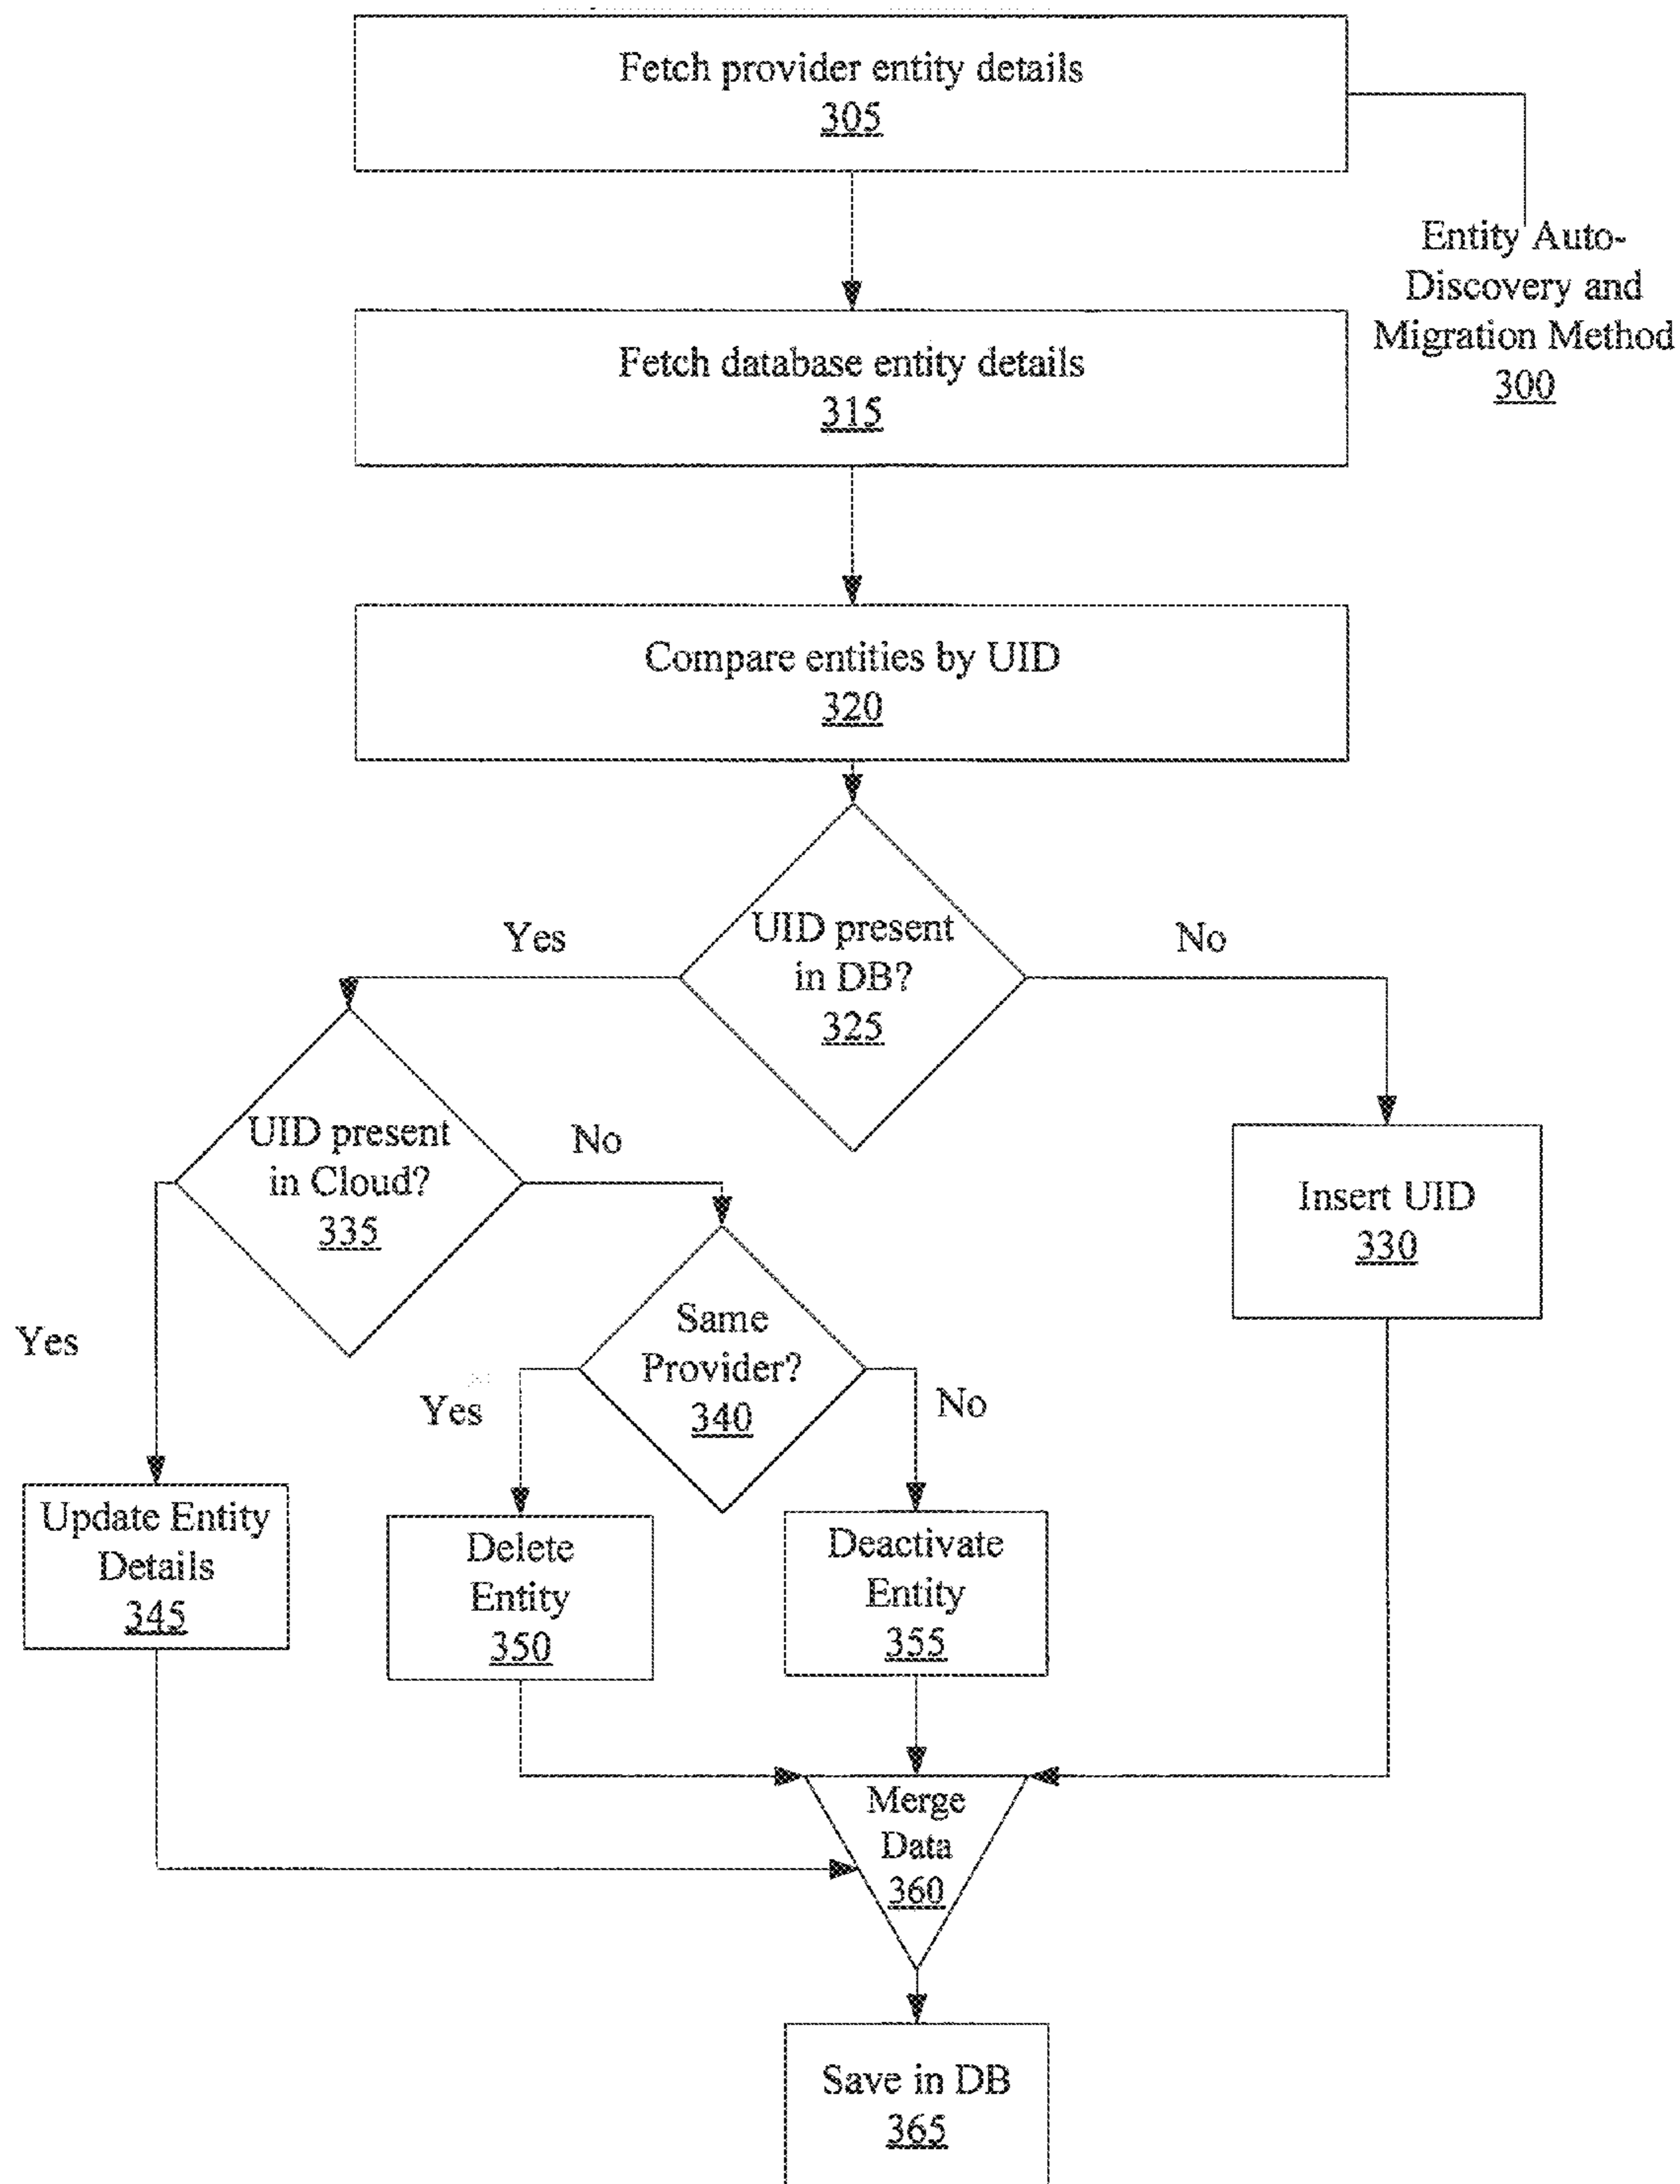 Fetch provider entity details
305
Entity Auto-
Discovery and
Migration Method
300
Fetch database entity details
315
Compare entities by UID
320
UID present
in DB?
325
Yes
No
UID present
in Cloud?
335
No
Yes
Insert UID
330
Same
Provider?
340
Yes
No
Update Entity
Details
345
Delete
Entity
350
Deactivate
Entity
355
Merge
Data
360
Save in DB
365